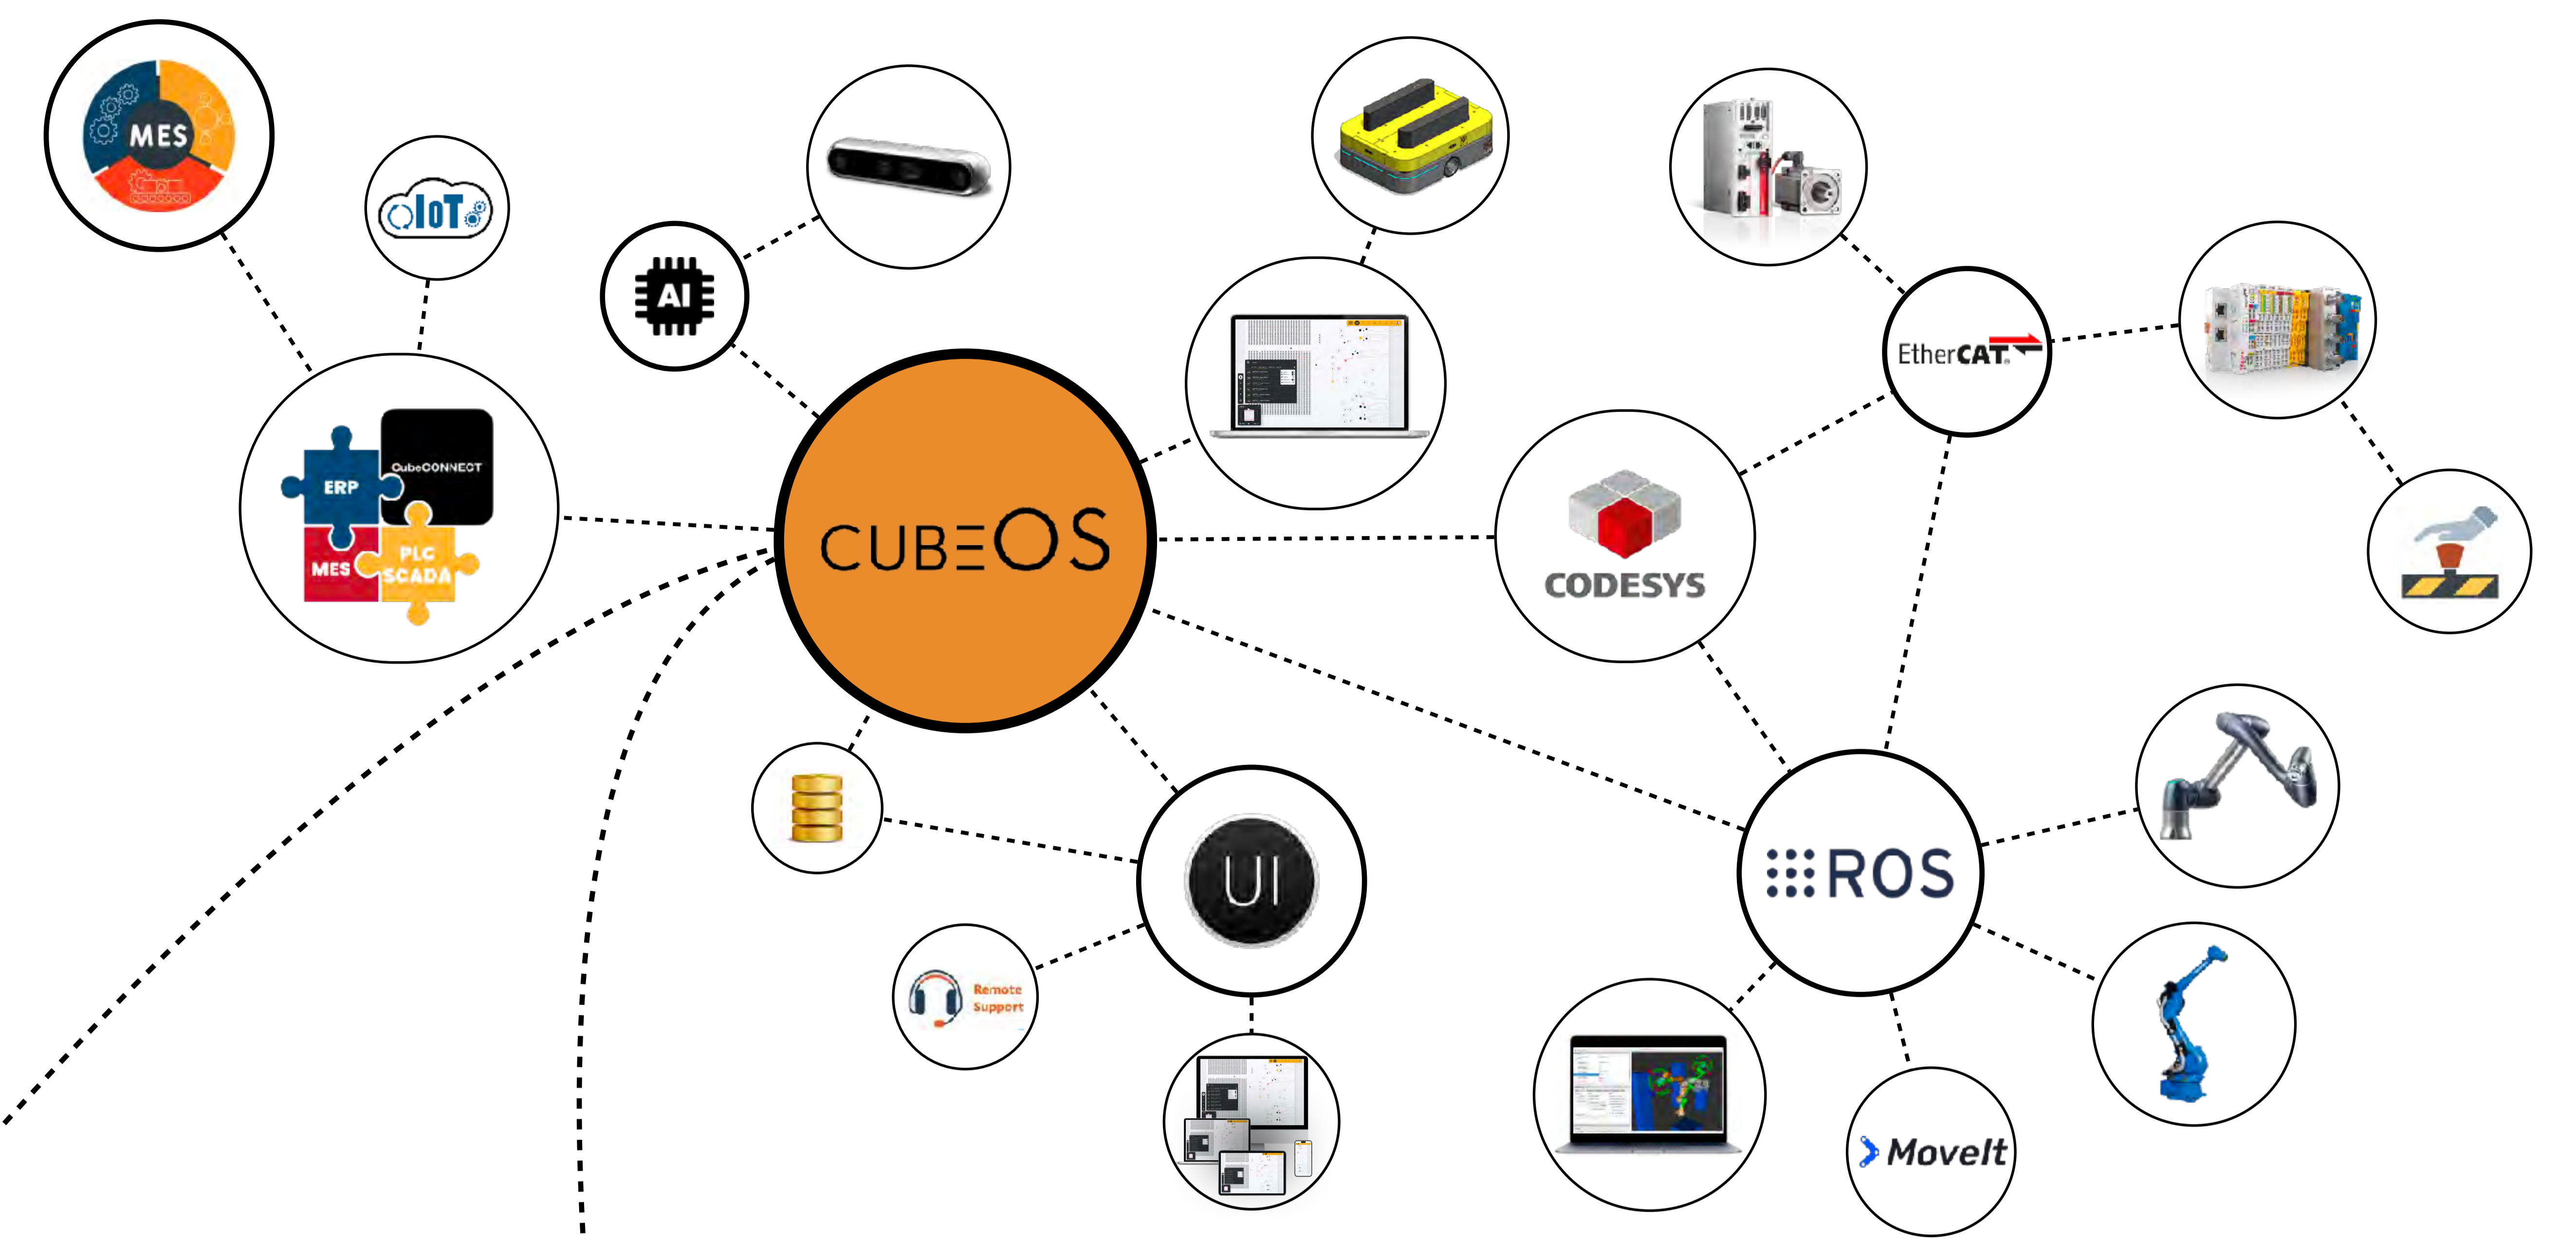 MES
IoT
AI
CubeCONNECT
ERP
MES
PLC
SCADA
CUBEOS
EtherCAT®
CODESYS
UI
Remote
Support
ROS
MoveIt